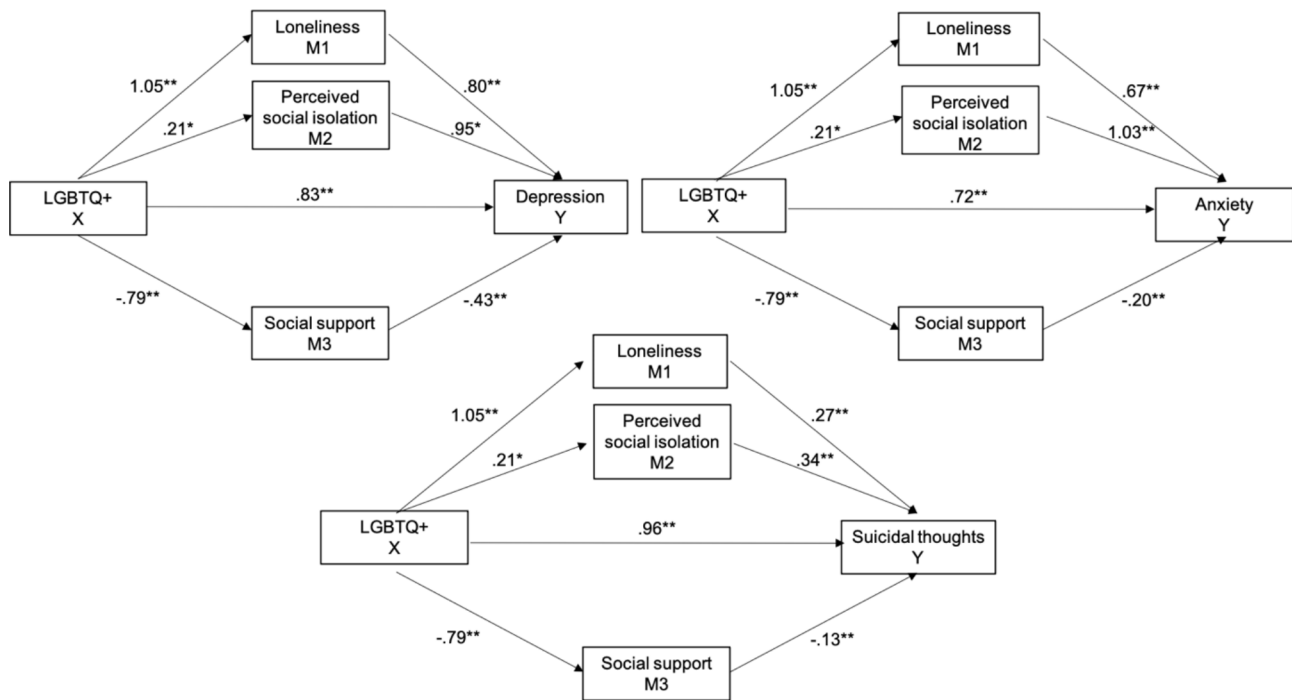 Loneliness
M1
1.05**
.80**
Perceived
social isolation
M2
.21*
.95*
LGBTQ+
X
.83**
Depression
Y
-.79**
-.43**
Social support
M3
Loneliness
M1
1.05**
.67**
Perceived
social isolation
M2
.21*
1.03**
LGBTQ+
X
.72**
Anxiety
Y
-.79**
-.20**
Social support
M3
Loneliness
M1
1.05**
.27**
Perceived
social isolation
M2
.21*
.34**
LGBTQ+
X
.96**
Suicidal thoughts
Y
-.79**
-.13**
Social support
M3